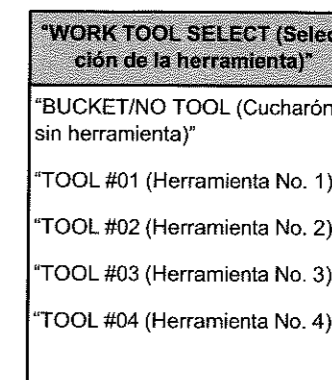 "WORK TOOL SELECT (Selec
ción de la herramienta)"
"BUCKET/NO TOOL (Cucharón
sin herramienta)"
"TOOL #01 (Herramienta No. 1)
"TOOL #02 (Herramienta No. 2)
"TOOL #03 (Herramienta No. 3)
"TOOL #04 (Herramienta No. 4)